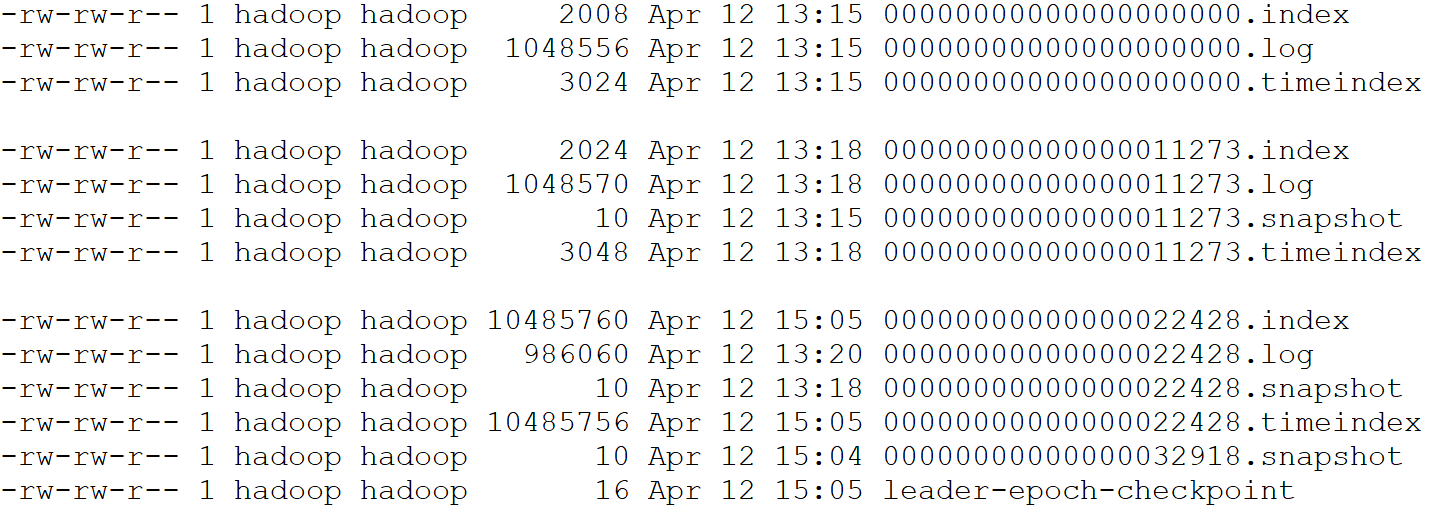 -rw-rw-r-- 1 hadoop hadoop     2008 Apr 12 13:15 00000000000000000000.index
-rw-rw-r-- 1 hadoop hadoop  1048556 Apr 12 13:15 00000000000000000000.log
-rw-rw-r-- 1 hadoop hadoop     3024 Apr 12 13:15 00000000000000000000.timeindex

-rw-rw-r-- 1 hadoop hadoop     2024 Apr 12 13:18 00000000000000011273.index
-rw-rw-r-- 1 hadoop hadoop  1048570 Apr 12 13:18 00000000000000011273.log
-rw-rw-r-- 1 hadoop hadoop       10 Apr 12 13:15 00000000000000011273.snapshot
-rw-rw-r-- 1 hadoop hadoop     3048 Apr 12 13:18 00000000000000011273.timeindex

-rw-rw-r-- 1 hadoop hadoop 10485760 Apr 12 15:05 00000000000000022428.index
-rw-rw-r-- 1 hadoop hadoop   986060 Apr 12 13:20 00000000000000022428.log
-rw-rw-r-- 1 hadoop hadoop       10 Apr 12 13:18 00000000000000022428.snapshot
-rw-rw-r-- 1 hadoop hadoop 10485756 Apr 12 15:05 00000000000000022428.timeindex
-rw-rw-r-- 1 hadoop hadoop       10 Apr 12 15:04 00000000000000032918.snapshot
-rw-rw-r-- 1 hadoop hadoop       16 Apr 12 15:05 leader-epoch-checkpoint